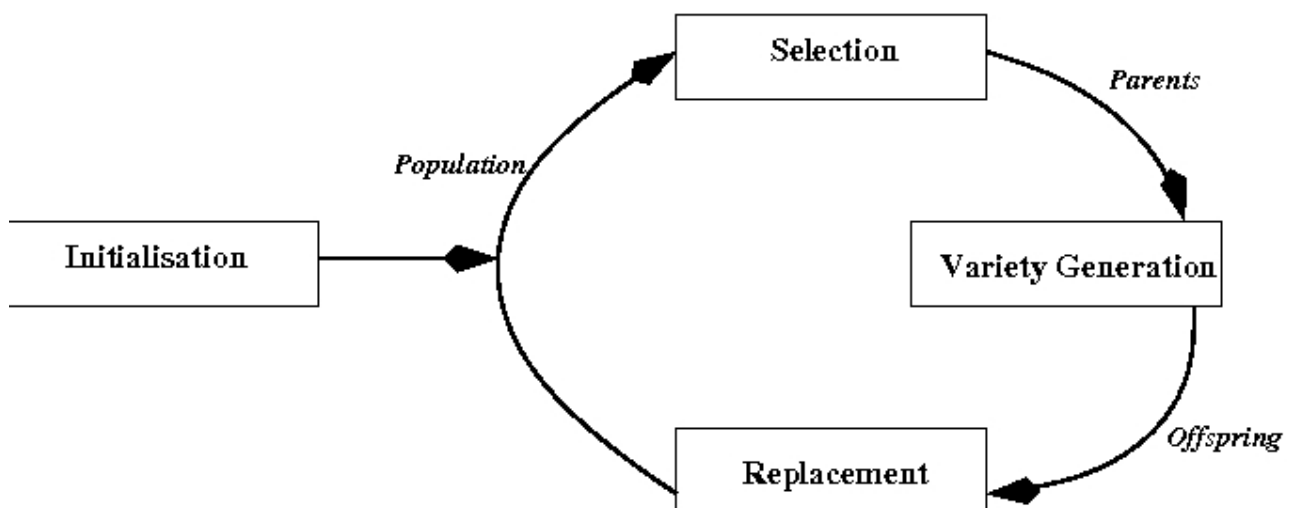 Selection
Parents
Population
Initialisation
Variety Generation
Offspring
Replacement